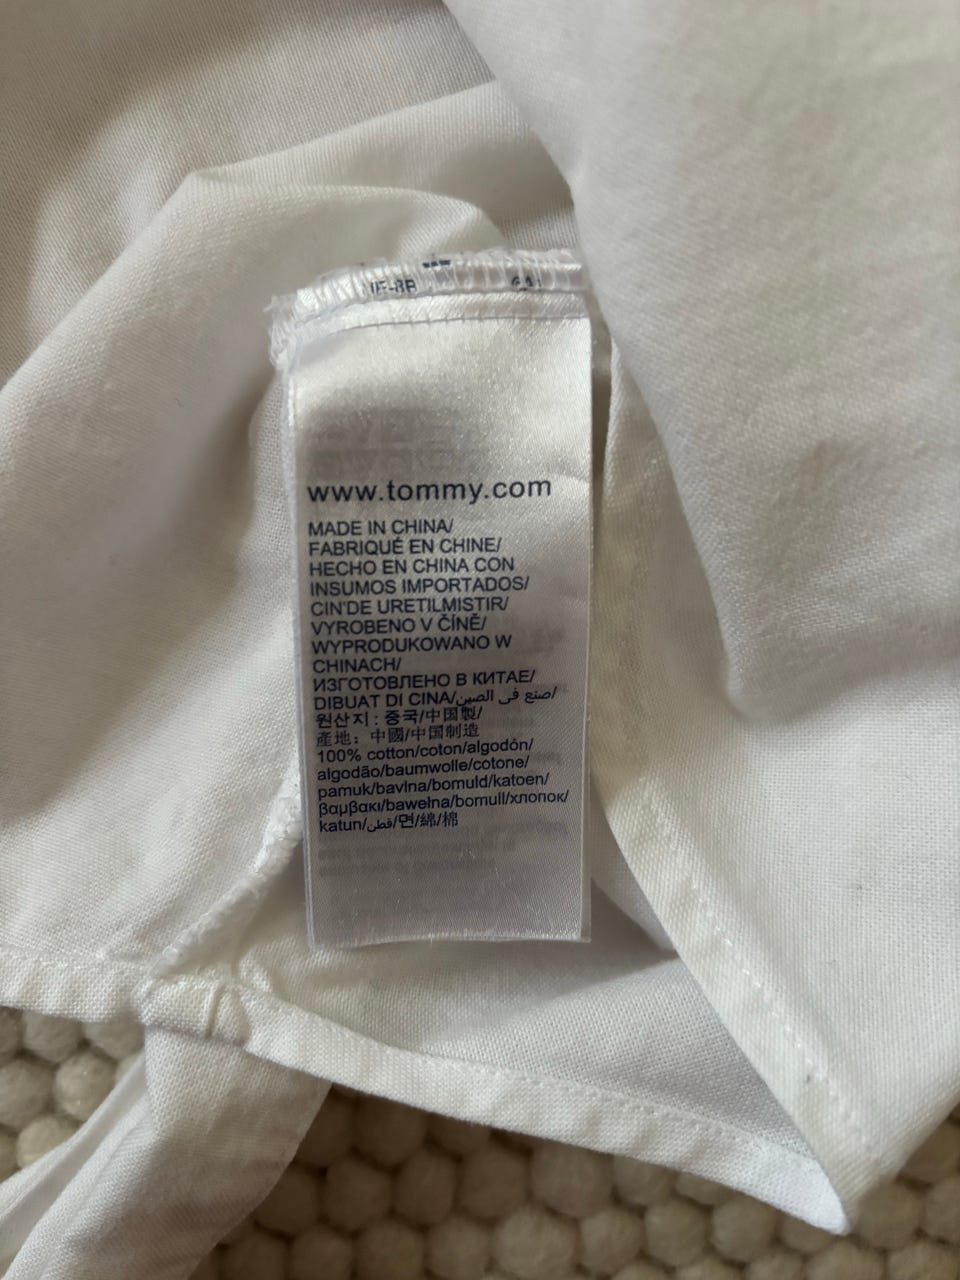 www.tommy.com
MADE IN CHINA/
FABRIQUÉ EN CHINE/
HECHO EN CHINA CON
INSUMOS IMPORTADOS/
CIN'DE URETILMISTIR/
VYROBENO V ČÍNĚ/
WYPRODUKOWANO W
CHINACH/
ИЗГОТОВЛЕНО В КИТАЕ/
DIBUAT DI CINA/صنع في الصين/
원산지 : 중국/中国製/
產地：中國/中国制造
100% cotton/coton/algodón/
algodão/baumwolle/cotone/
pamuk/bavlna/bomuld/katoen/
βαμβακι/bawełna/bomull/хлопок/
katun/قطن/면/綿/棉